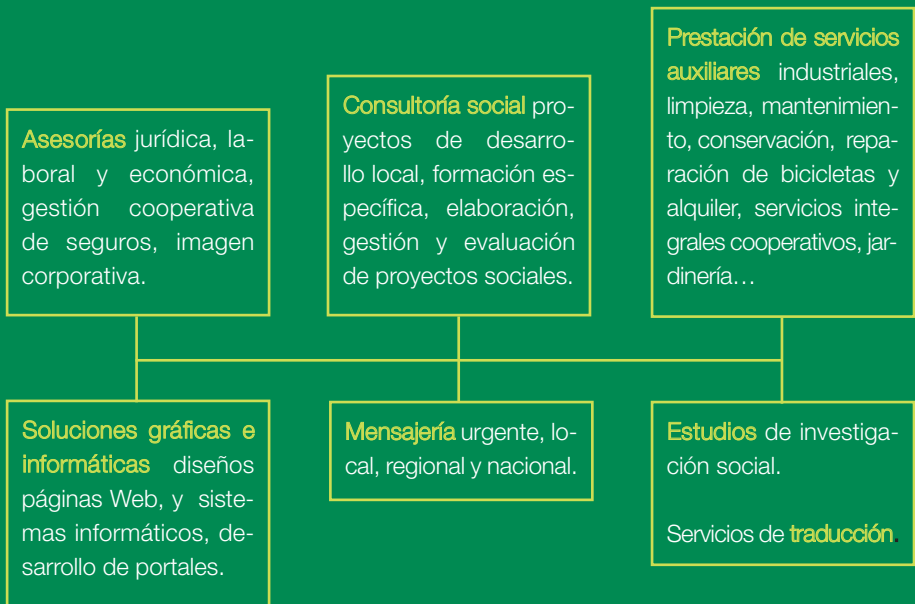 Asesorías jurídica, la-
boral y económica,
gestión cooperativa
de seguros, imagen
corporativa.
Consultoría social pro-
yectos de desarro-
llo local, formación es-
pecífica, elaboración,
gestión y evaluación
de proyectos sociales.
Prestación de servicios
auxiliares industriales,
limpieza, mantenimien-
to, conservación, repa-
ración de bicicletas y
alquiler, servicios inte-
grales cooperativos, jar-
dinería…
Soluciones gráficas e
informáticas diseños
páginas Web, y siste-
mas informáticos, de-
sarrollo de portales.
Mensajería urgente, lo-
cal, regional y nacional.
Estudios de investiga-
ción social.
Servicios de traducción.